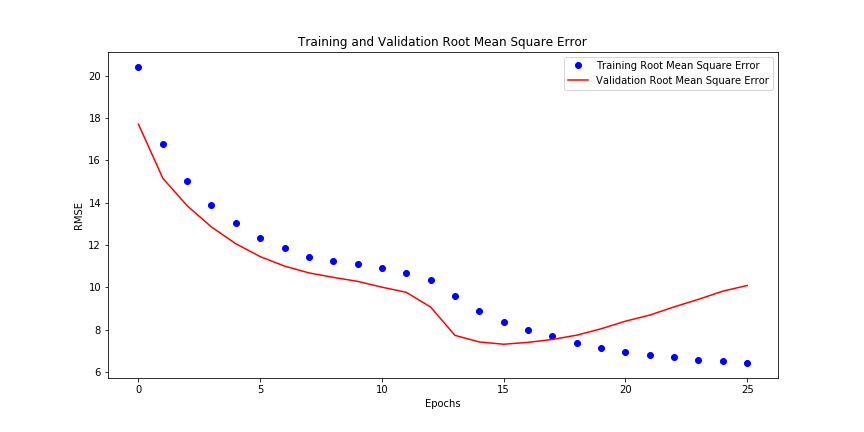 Training and Validation Root Mean Square Error
Training Root Mean Square Error
Validation Root Mean Square Error
20
18
16
14
12
10
8
6
RMSE
0 5 10 15 20 25
Epochs